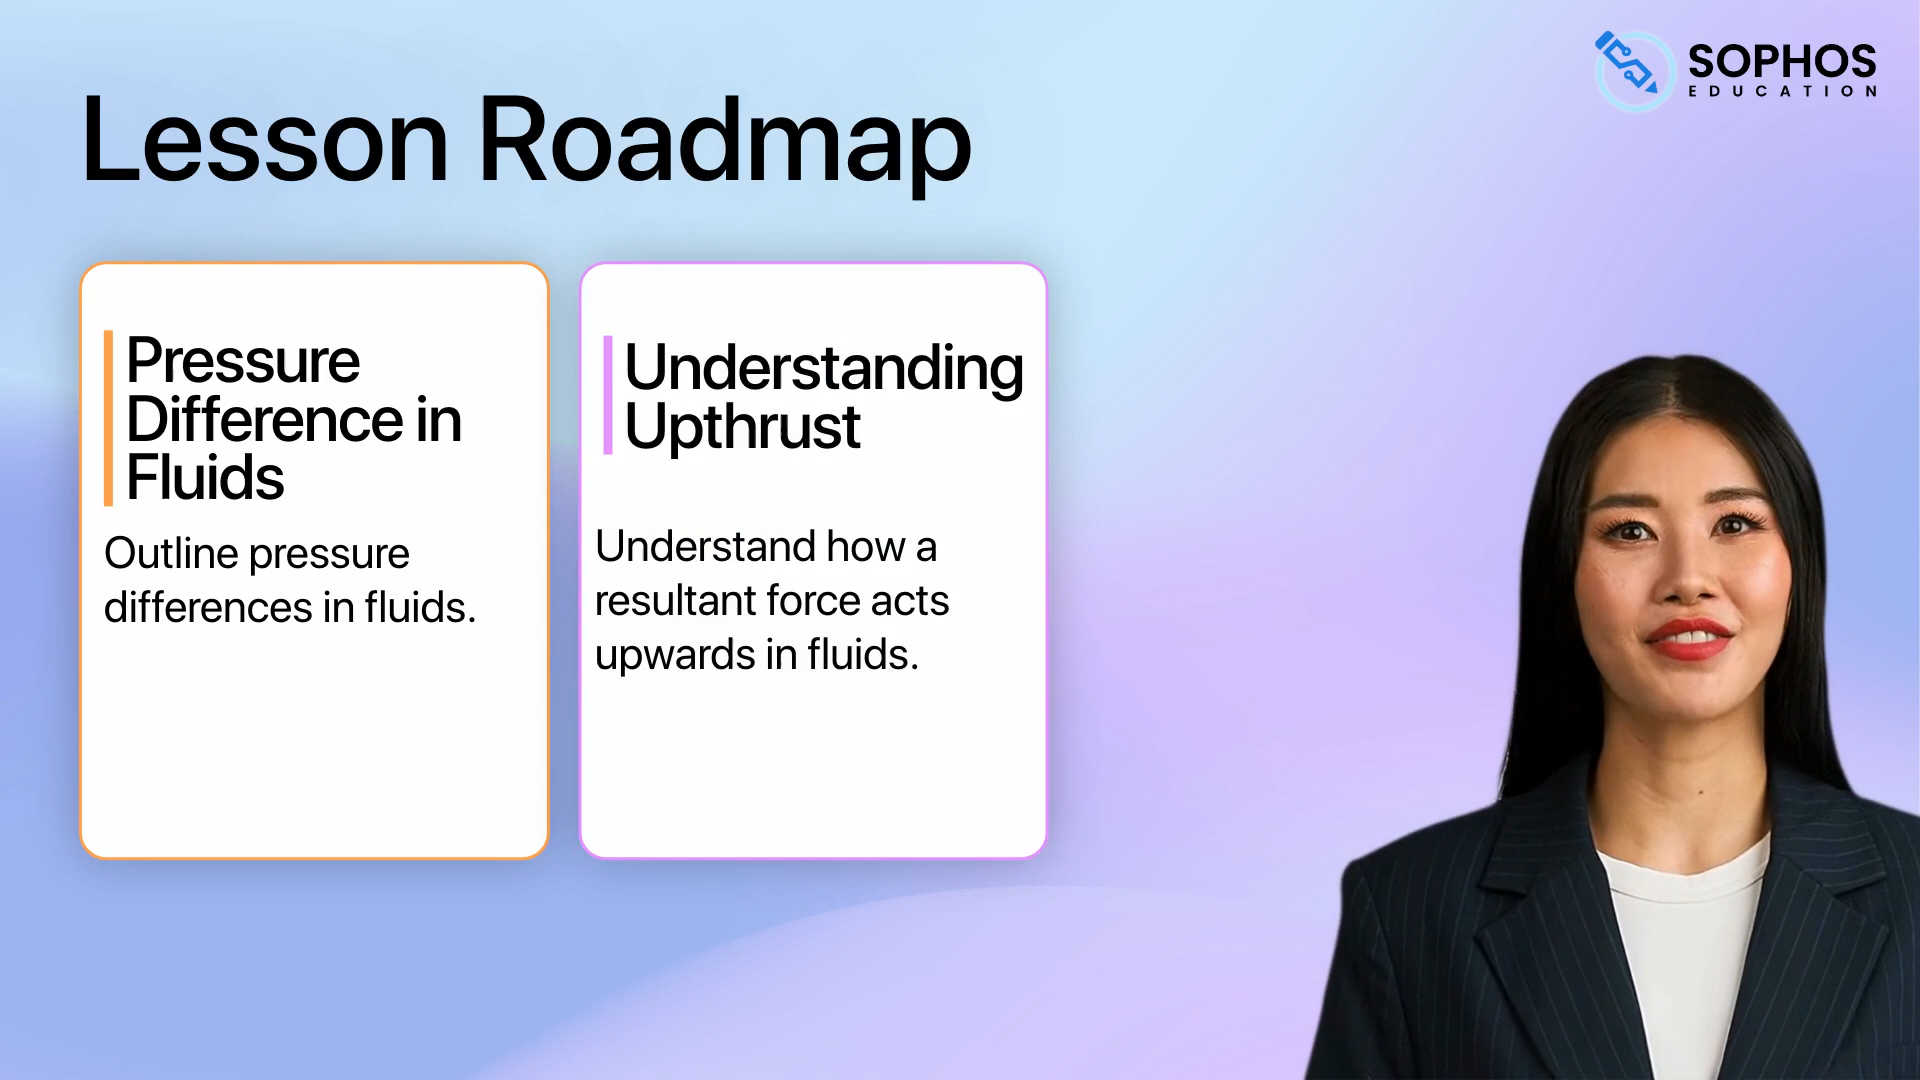 SOPHOS
EDUCATION
Lesson Roadmap
Pressure
Difference in
Fluids
Outline pressure
differences in fluids.
Understanding
Upthrust
Understand how a
resultant force acts
upwards in fluids.